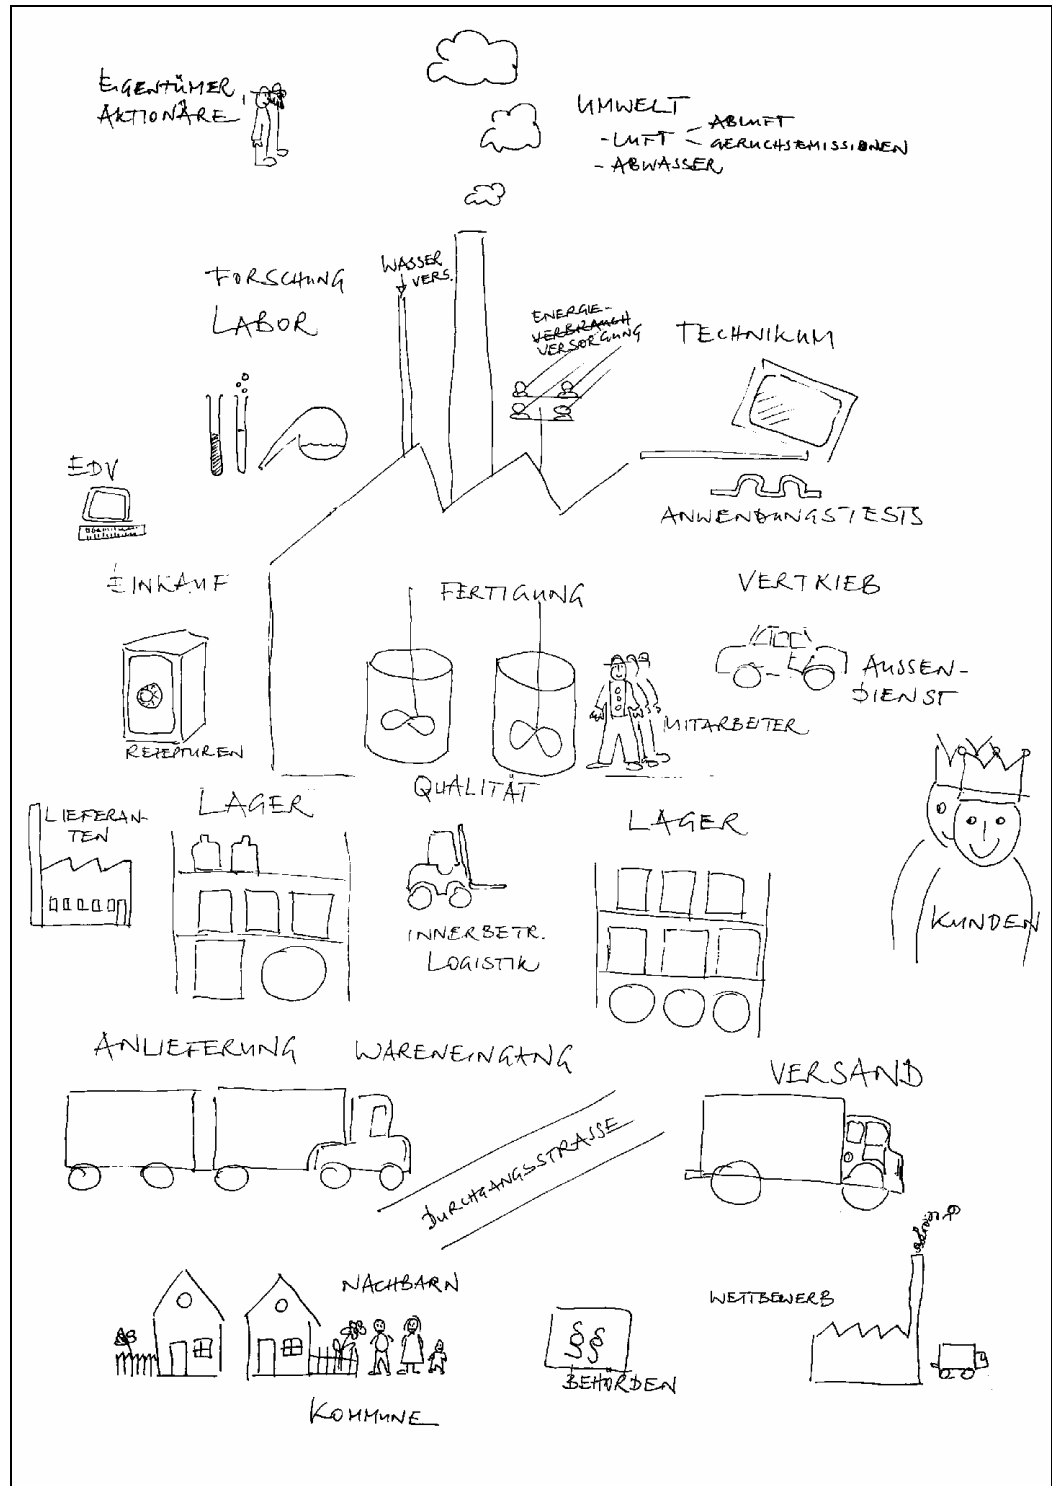 EIGENTÜMER,
AKTIONÄRE
UMWELT
- LUFT < ABLUFT
GERUCHSEMISSIONEN
- ABWASSER
WASSER
VERS.
FORSCHUNG
LABOR
ENERGIE-
VERBRAUCH
VERSORGUNG
TECHNIKUM
EDV
ANWENDUNGSTESTS
EINKAUF
FERTIGUNG
VERTRIEB
AUSSEN-
DIENST
MITARBEITER
REZEPTUREN
QUALITÄT
LIEFERAN-
TEN
LAGER
LAGER
KUNDEN
INNERBETR.
LOGISTIK
ANLIEFERUNG WARENEINGANG
VERSAND
DURCHGANGSSTRASSE
NACHBARN
WETTBEWERB
§§
§§
BEHÖRDEN
KOMMUNE